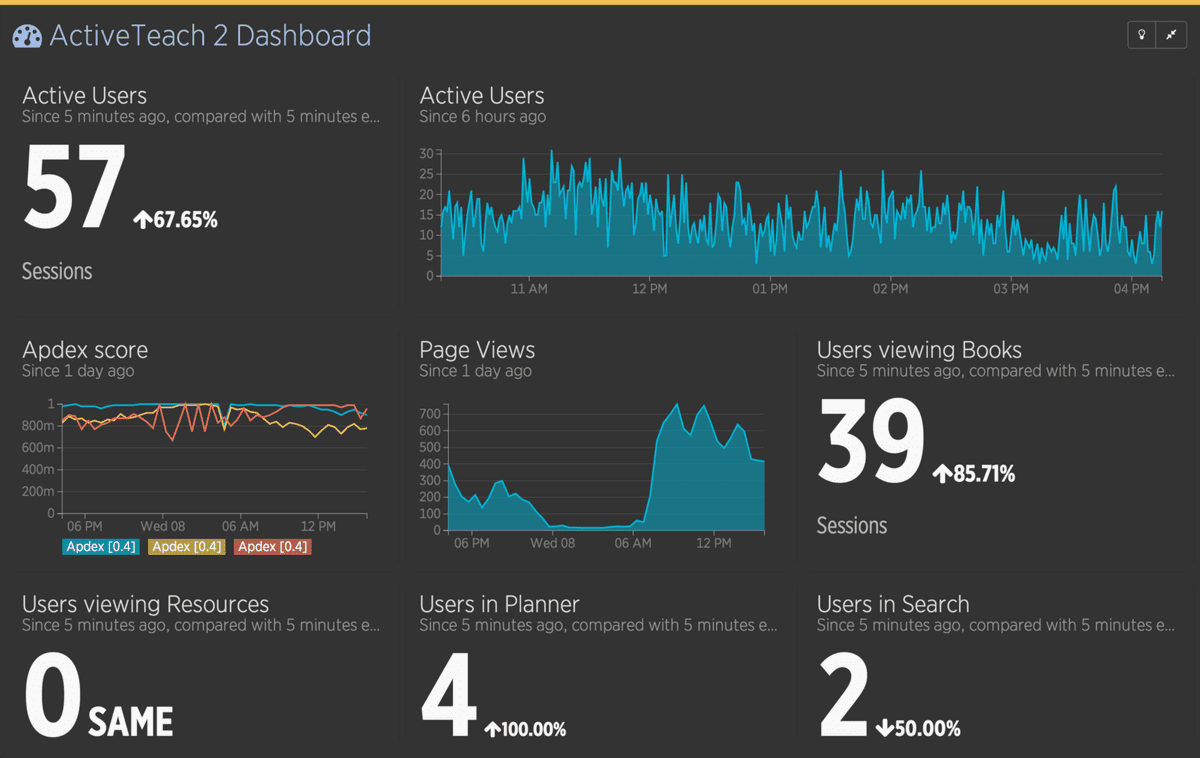 ActiveTeach 2 Dashboard
Active Users
Since 5 minutes ago, compared with 5 minutes e...
57
67.65%
Sessions
Active Users
Since 6 hours ago
30
25
20
15
10
5
0
11 AM 12 PM 01 PM 02 PM 03 PM 04 PM
Apdex score
Since 1 day ago
1
800m
600m
400m
200m
0
06 PM Wed 08 06 AM 12 PM
Apdex [0.4] Apdex [0.4] Apdex [0.4]
Page Views
Since 1 day ago
700
600
500
400
300
200
100
0
06 PM Wed 08 06 AM 12 PM
Users viewing Books
Since 5 minutes ago, compared with 5 minutes e...
39
85.71%
Sessions
Users viewing Resources
Since 5 minutes ago, compared with 5 minutes e...
0
SAME
Users in Planner
Since 5 minutes ago, compared with 5 minutes e...
4
100.00%
Users in Search
Since 5 minutes ago, compared with 5 minutes e...
2
50.00%